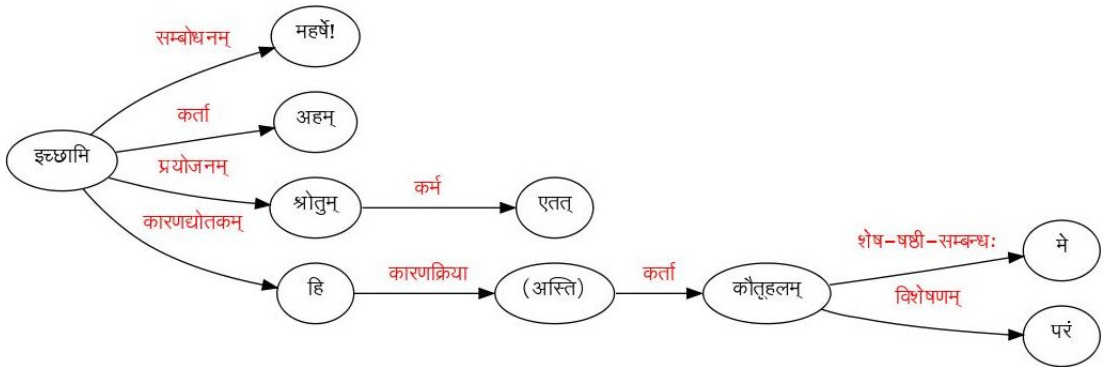 महर्षे!
सम्बोधनम्
कर्ता
अहम्
इच्छामि
प्रयोजनम्
श्रोतुम्
कर्म
एतत्
कारणद्योतकम्
हि
कारणक्रिया
(अस्ति)
कर्ता
कौतूहलम्
शेष-षष्ठी-सम्बन्धः
मे
विशेषणम्
परं